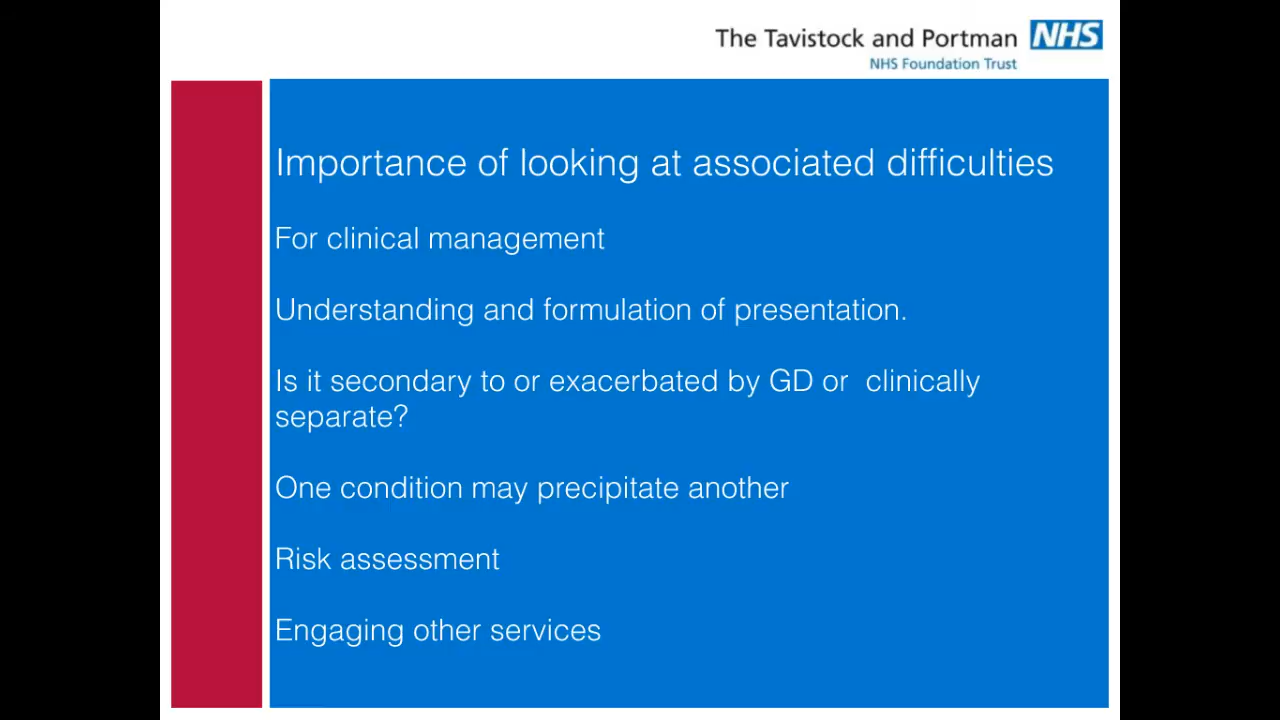 The Tavistock and Portman NHS
NHS Foundation Trust
Importance of looking at associated difficulties
For clinical management
Understanding and formulation of presentation.
Is it secondary to or exacerbated by GD or  clinically
separate?
One condition may precipitate another
Risk assessment
Engaging other services